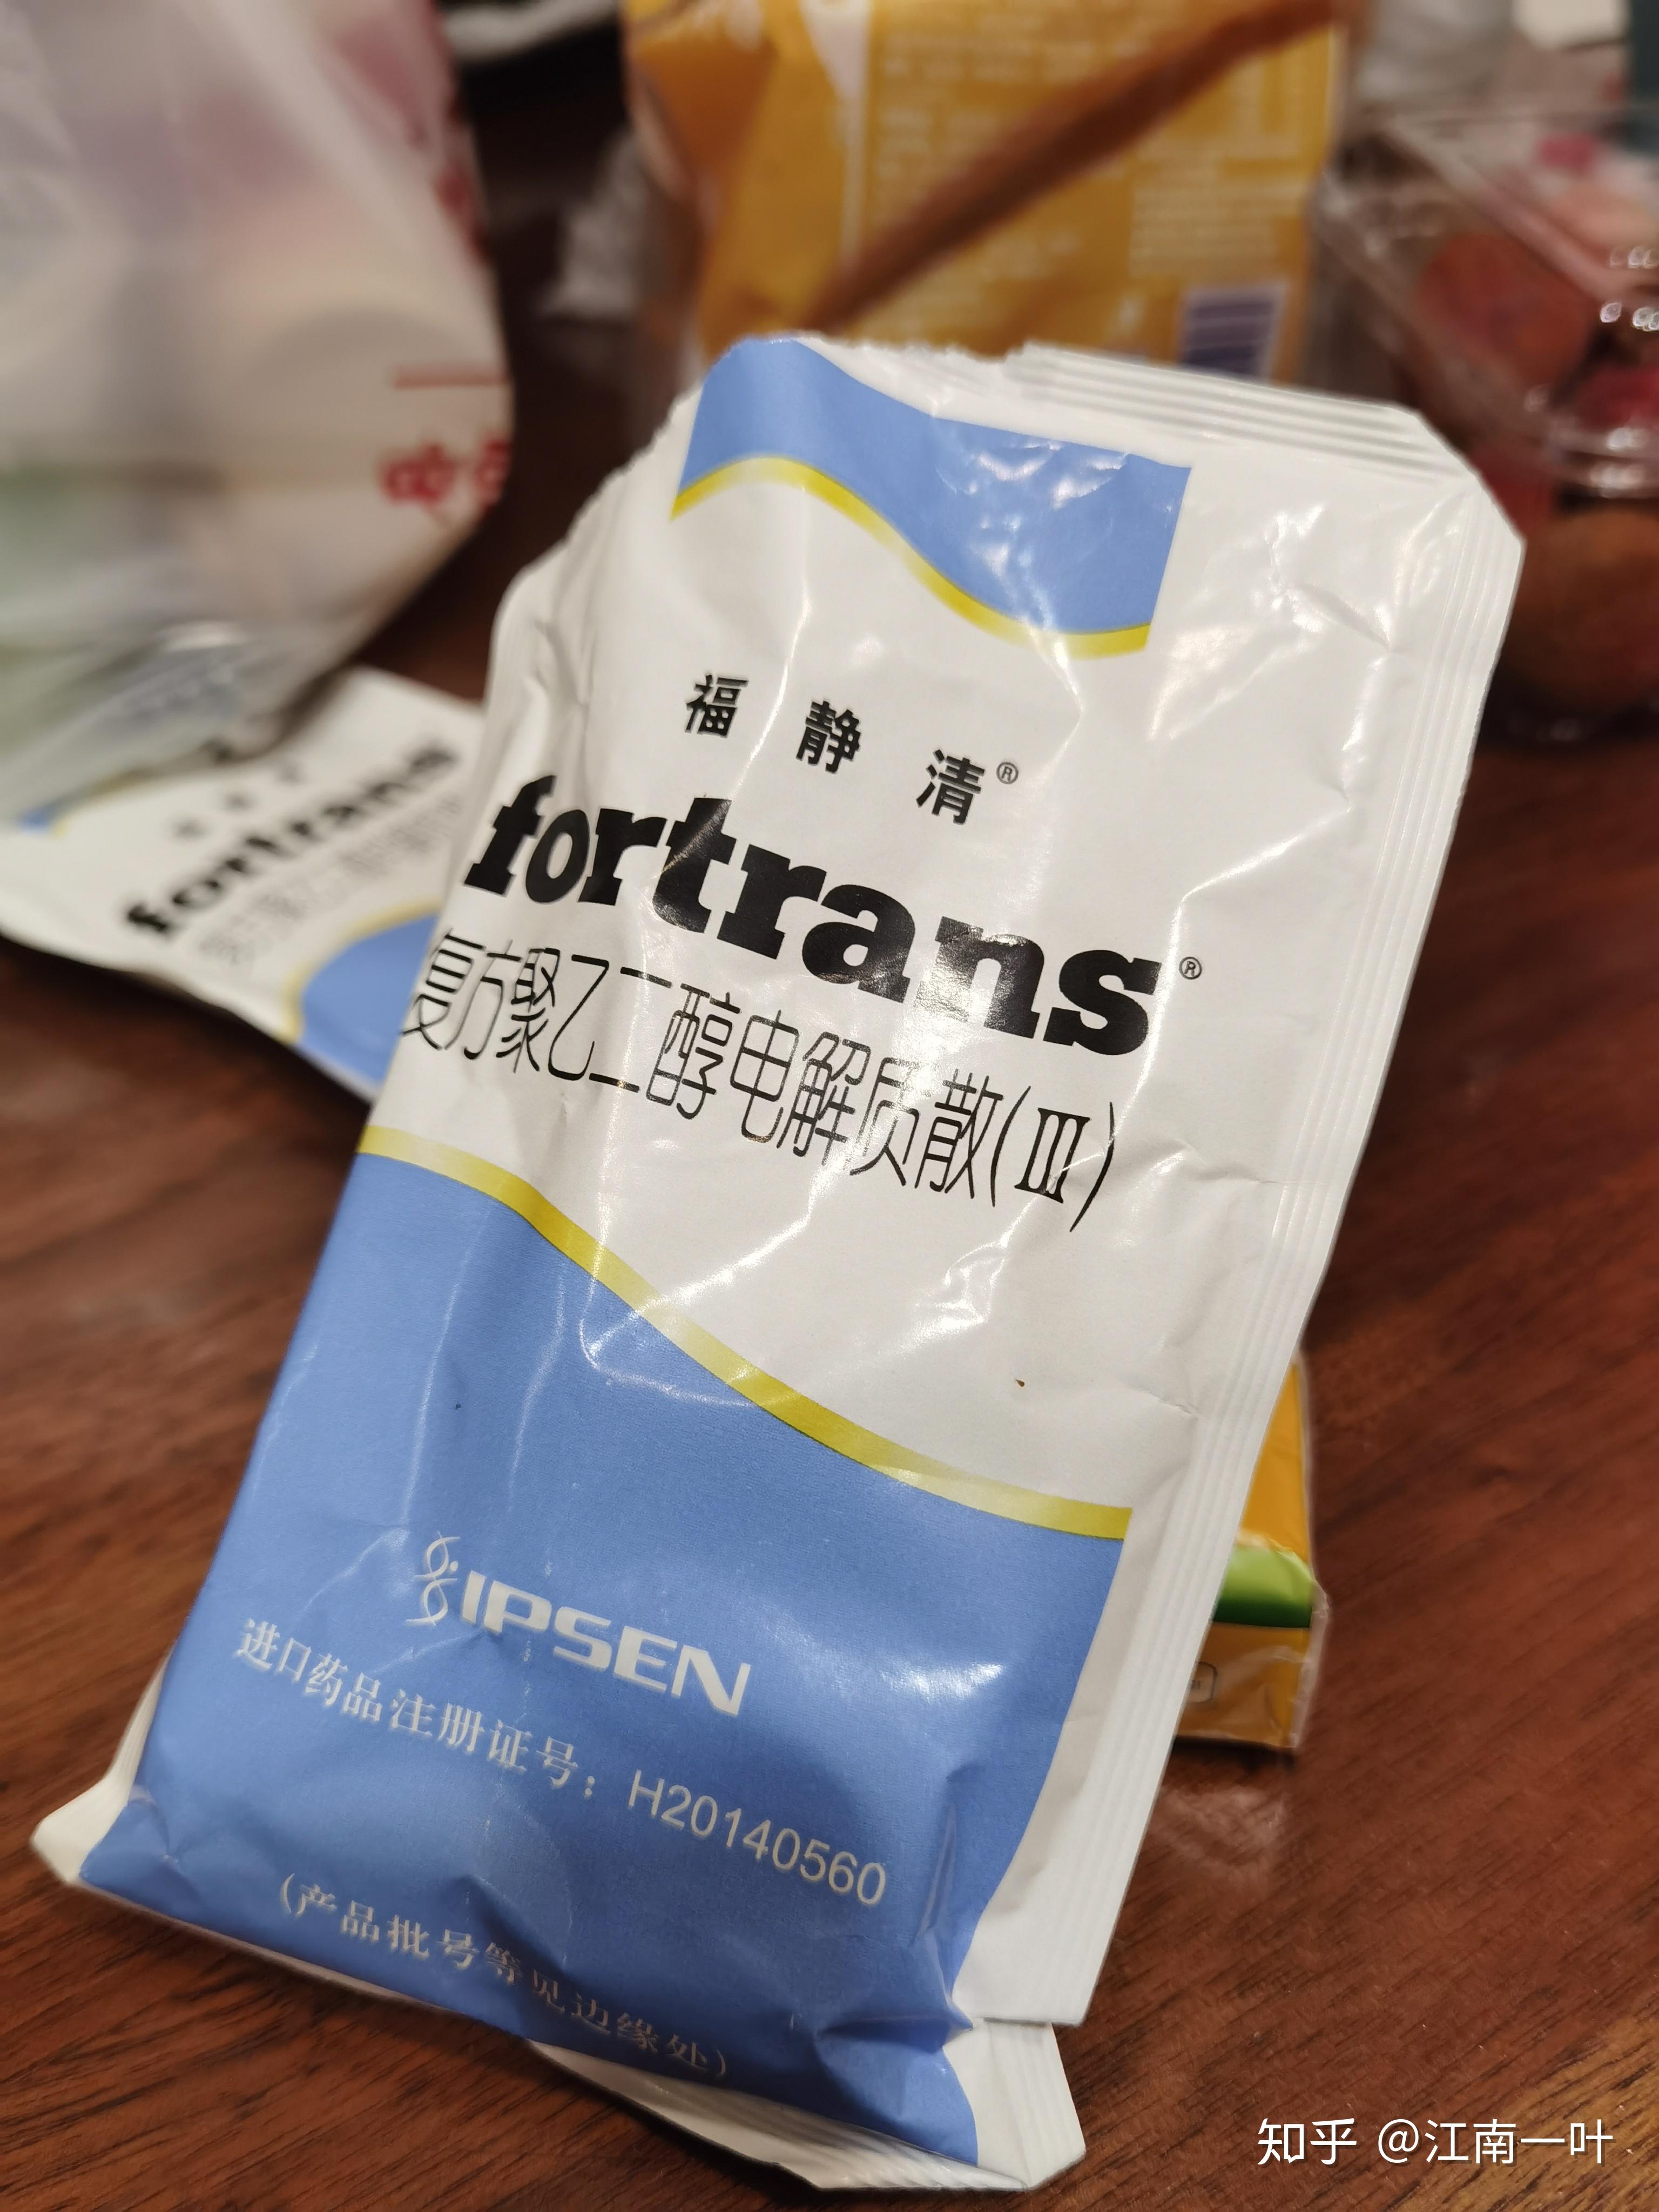 福静清®
fortrans®
复方聚乙二醇电解质散(Ⅲ)
IPSEN
进口药品注册证号：H20140560
(产品批号等见边缘处)
fortrans
知乎 @江南一叶